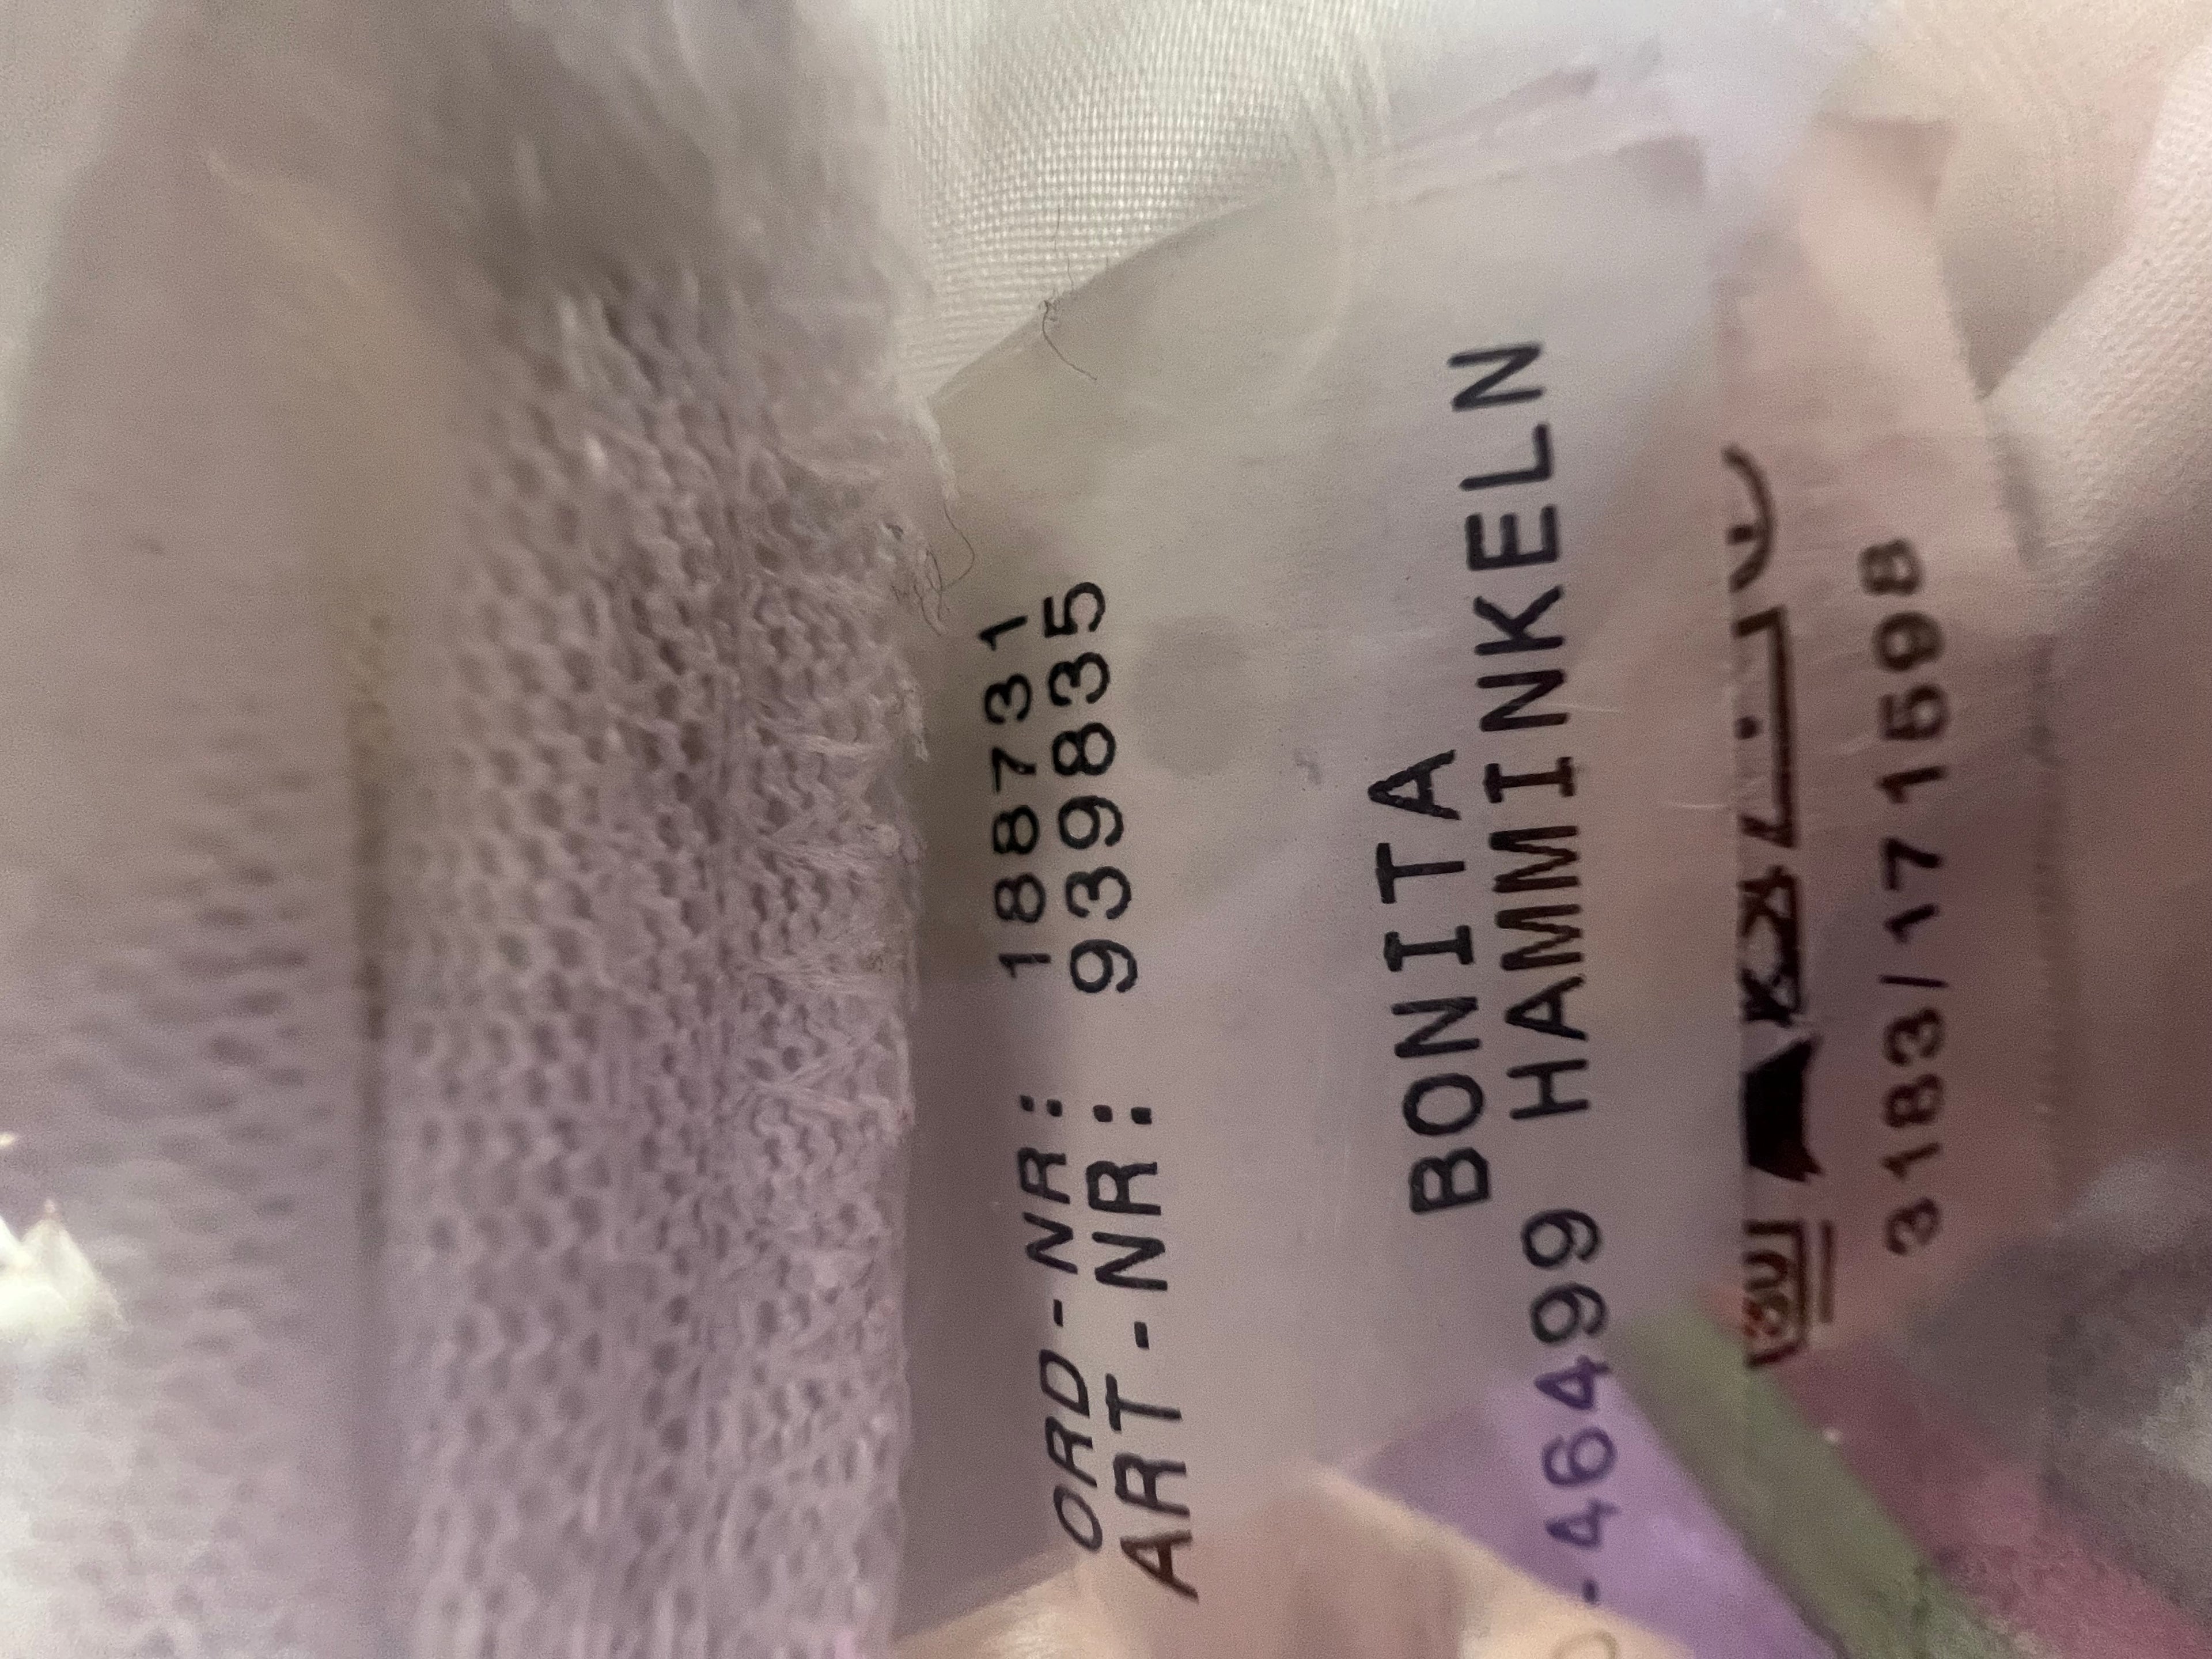 ORD-NR: 188731
ART-NR: 939835
BONITA
-46499 HAMMINKELN
3183/171598